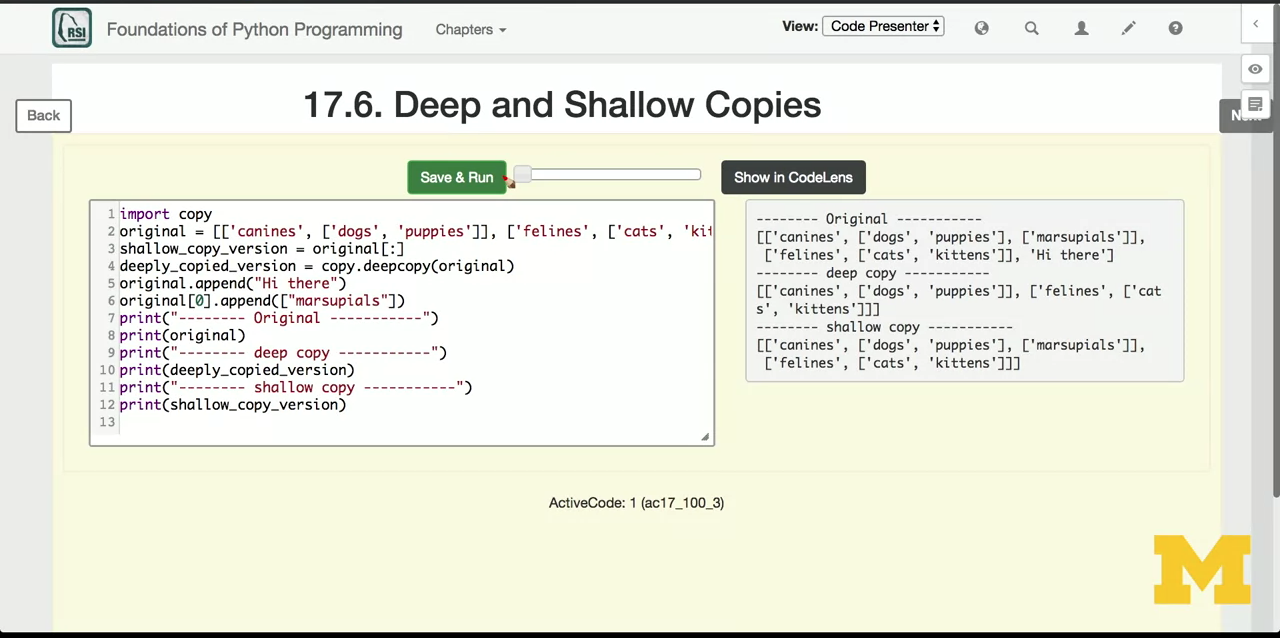 RSI
Foundations of Python Programming
Chapters
View:
Code Presenter
Back
17.6. Deep and Shallow Copies
Save & Run
Show in CodeLens
1 import copy
2 original = [['canines', ['dogs', 'puppies']], ['felines', ['cats', 'kit
3 shallow_copy_version = original[:]
4 deeply_copied_version = copy.deepcopy(original)
5 original.append("Hi there")
6 original[0].append(["marsupials"])
7 print("-------- Original -----------")
8 print(original)
9 print("-------- deep copy -----------")
10 print(deeply_copied_version)
11 print("-------- shallow copy -----------")
12 print(shallow_copy_version)
13
-------- Original -----------
[['canines', ['dogs', 'puppies'], ['marsupials']],
['felines', ['cats', 'kittens']], 'Hi there']
-------- deep copy -----------
[['canines', ['dogs', 'puppies']], ['felines', ['cat
s', 'kittens']]]
-------- shallow copy -----------
[['canines', ['dogs', 'puppies'], ['marsupials']],
['felines', ['cats', 'kittens']]]
ActiveCode: 1 (ac17_100_3)
M